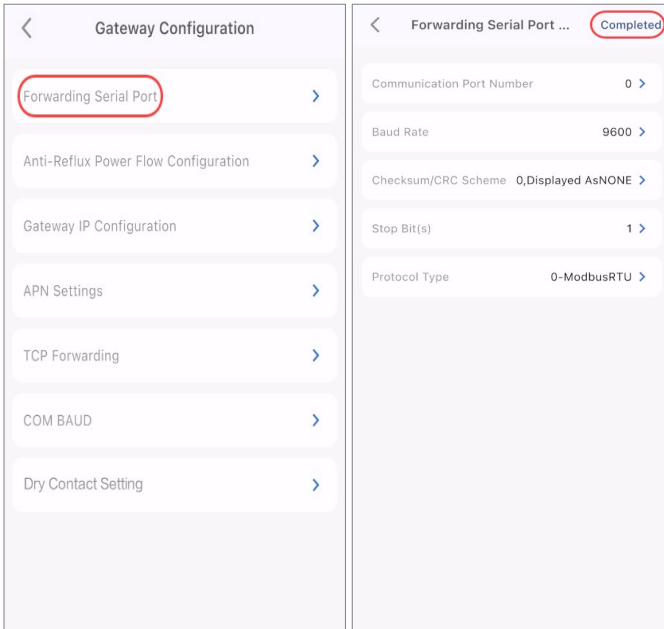 Gateway Configuration
Forwarding Serial Port
Anti-Reflux Power Flow Configuration
Gateway IP Configuration
APN Settings
TCP Forwarding
COM BAUD
Dry Contact Setting
Forwarding Serial Port ... Completed
Communication Port Number 0
Baud Rate 9600
Checksum/CRC Scheme 0,Displayed AsNONE
Stop Bit(s) 1
Protocol Type 0-ModbusRTU